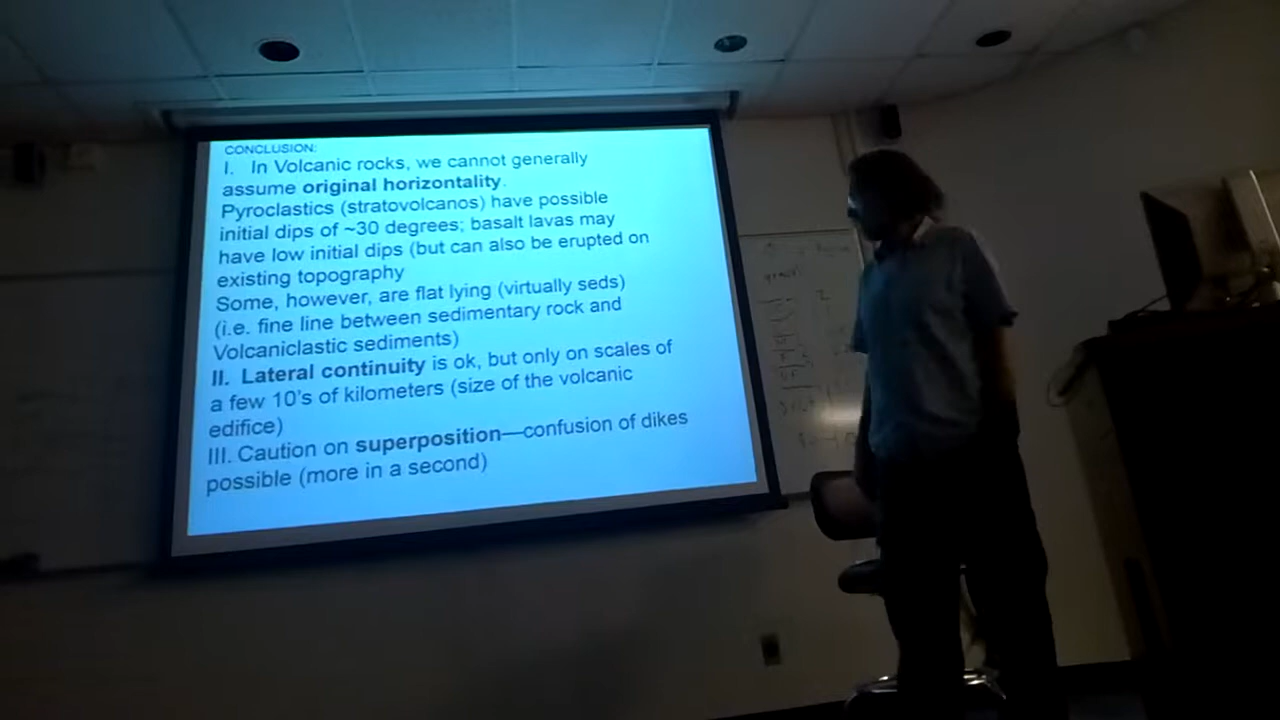 CONCLUSION:
I. In Volcanic rocks, we cannot generally
assume original horizontality.
Pyroclastics (stratovolcanos) have possible
initial dips of ~30 degrees; basalt lavas may
have low initial dips (but can also be erupted on
existing topography
Some, however, are flat lying (virtually seds)
(i.e. fine line between sedimentary rock and
Volcaniclastic sediments)
II. Lateral continuity is ok, but only on scales of
a few 10's of kilometers (size of the volcanic
edifice)
III. Caution on superposition—confusion of dikes
possible (more in a second)